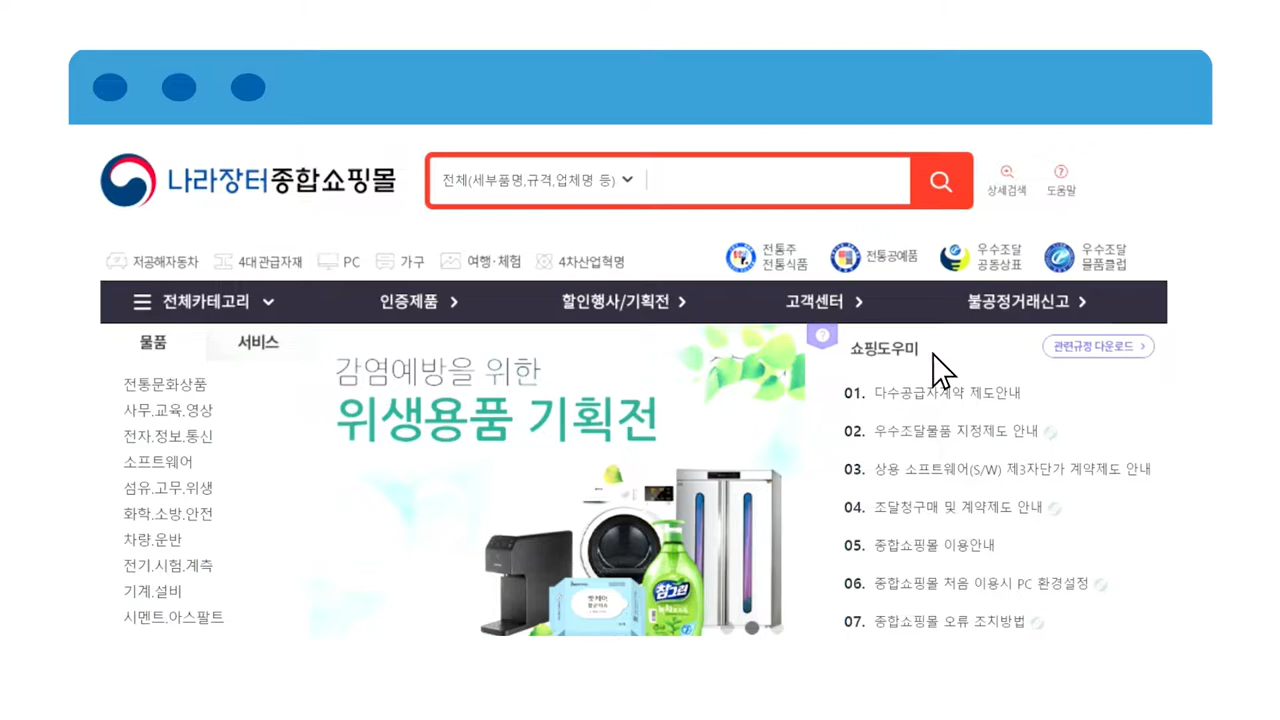 나라장터종합쇼핑몰
전체(세부품명,규격,업체명 등)
상세검색
도움말
저공해자동차
4대관급자재
PC
가구
여행·체험
4차산업혁명
전통주
전통식품
전통공예품
우수조달
공동상표
우수조달
물품클럽
전체카테고리
인증제품
할인행사/기획전
고객센터
불공정거래신고
물품
서비스
전통문화상품
사무.교육.영상
전자.정보.통신
소프트웨어
섬유.고무.위생
화학.소방.안전
차량.운반
전기.시험.계측
기계.설비
시멘트.아스팔트
감염예방을 위한
위생용품 기획전
참그린
?
쇼핑도우미
관련규정 다운로드
01. 다수공급자계약 제도안내
02. 우수조달물품 지정제도 안내
03. 상용 소프트웨어(S/W) 제3자단가 계약제도 안내
04. 조달청구매 및 계약제도 안내
05. 종합쇼핑몰 이용안내
06. 종합쇼핑몰 처음 이용시 PC 환경설정
07. 종합쇼핑몰 오류 조치방법